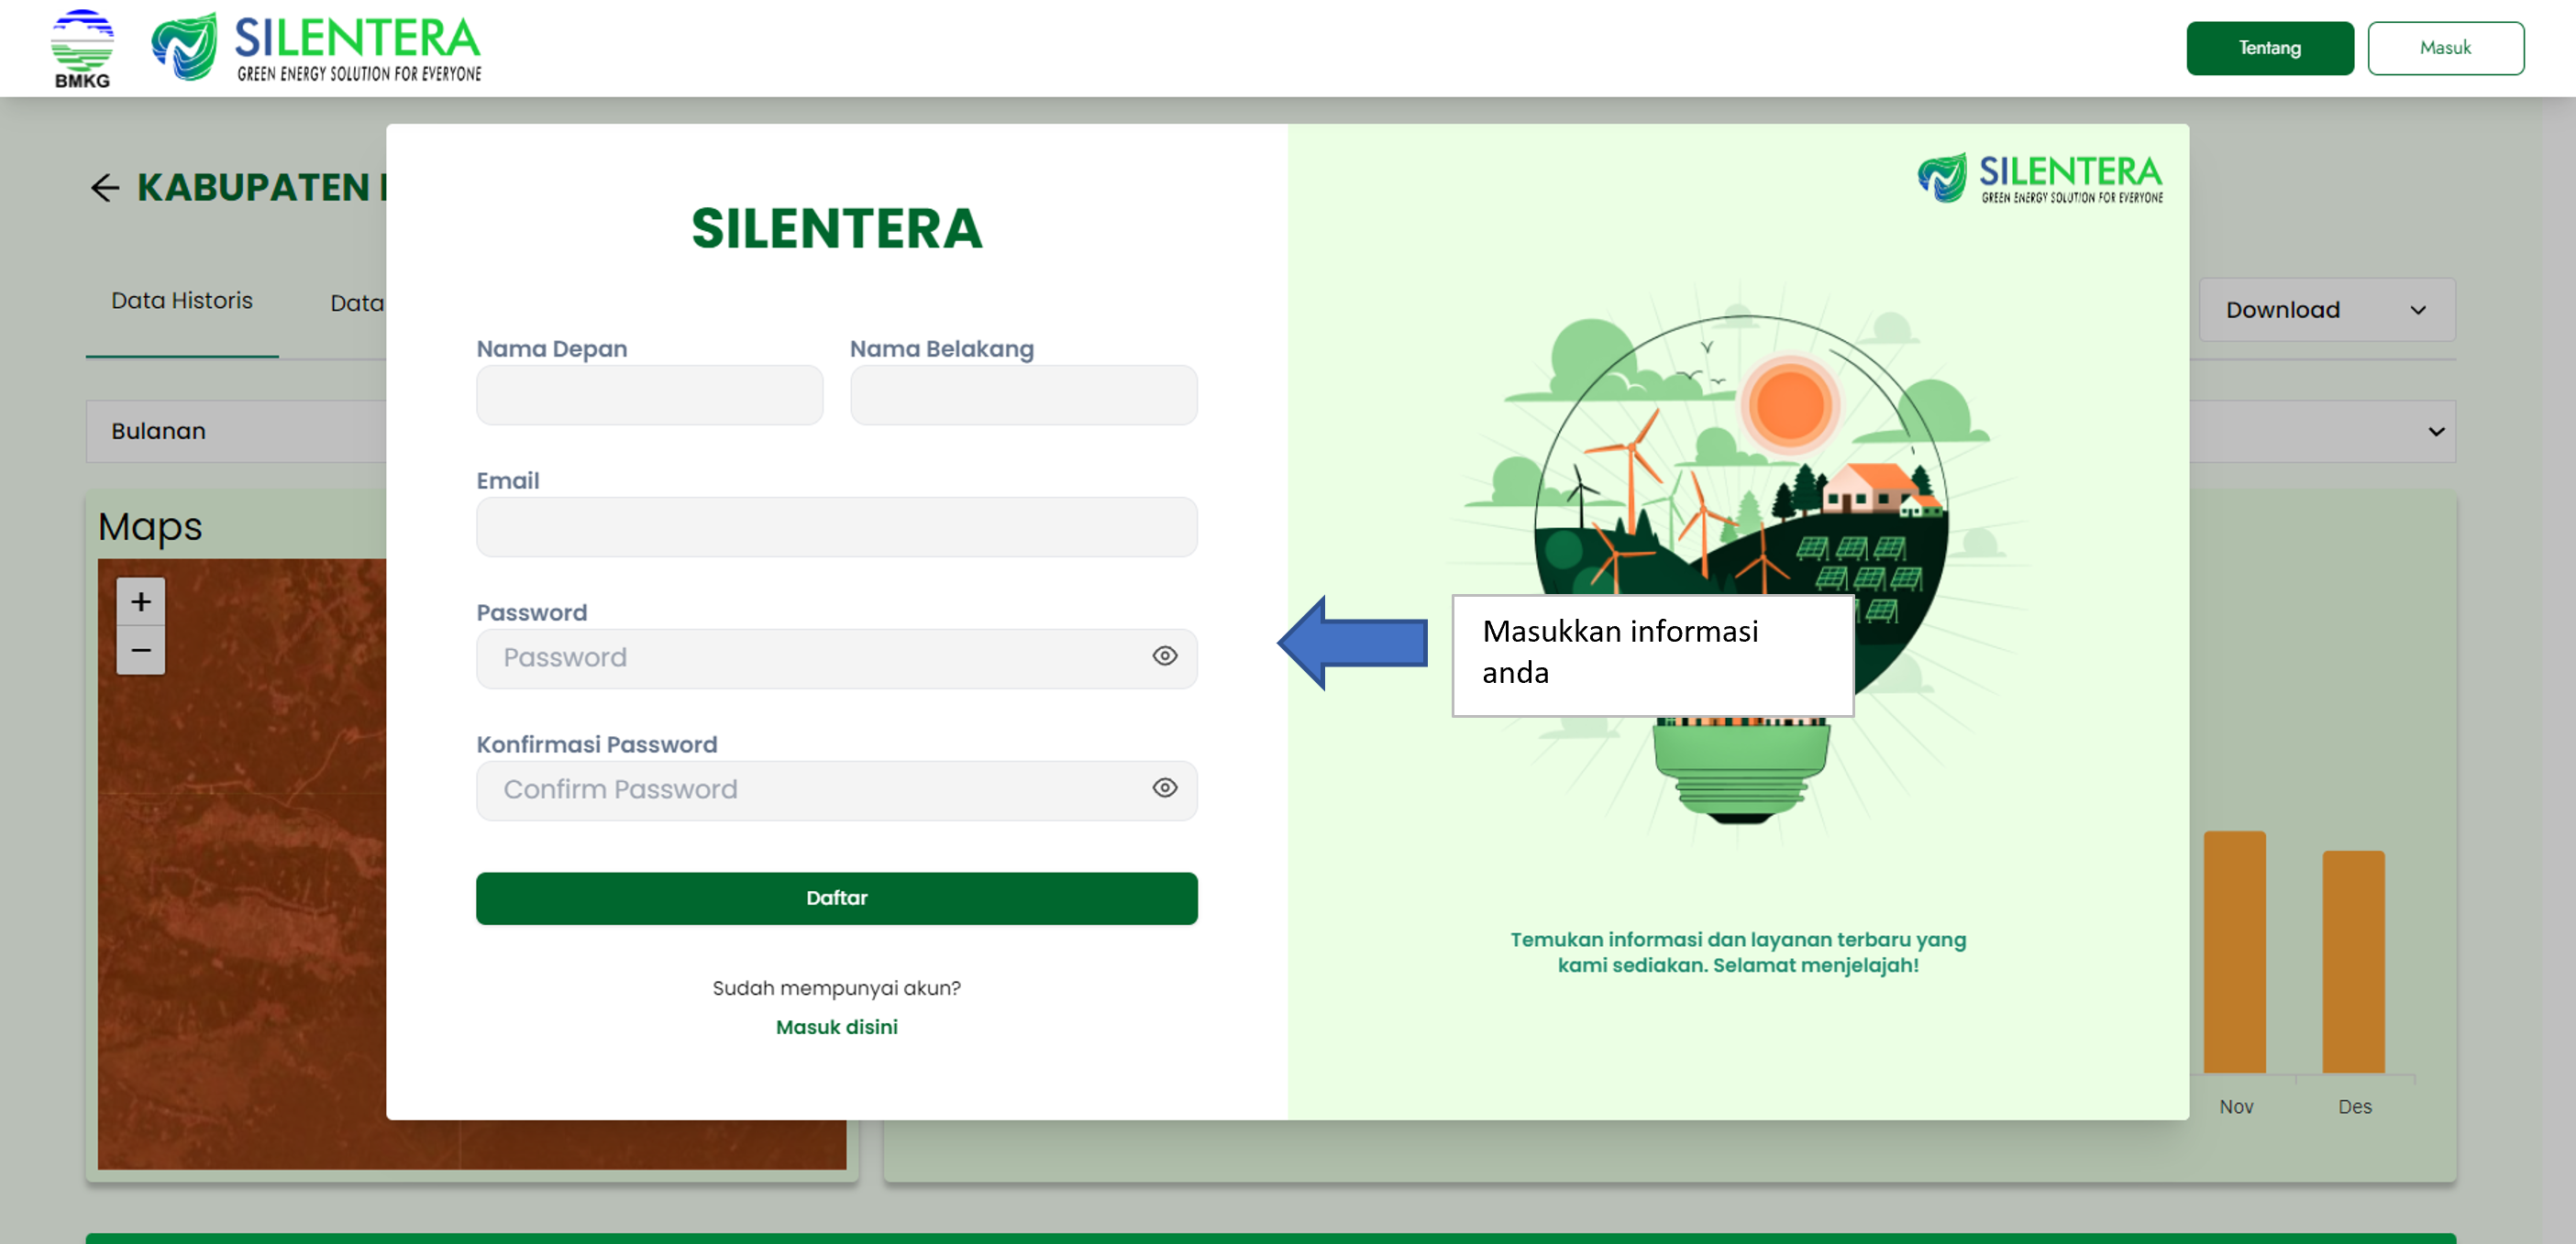 BMKG
SILENTERA
GREEN ENERGY SOLUTION FOR EVERYONE
Tentang
Masuk
KABUPATEN
Data Historis
Data
Download
Bulanan
Maps
+
−
SILENTERA
Nama Depan
Nama Belakang
Email
Password
Password
Konfirmasi Password
Confirm Password
Daftar
Sudah mempunyai akun?
Masuk disini
SILENTERA
GREEN ENERGY SOLUTION FOR EVERYONE
Masukkan informasi
anda
Temukan informasi dan layanan terbaru yang
kami sediakan. Selamat menjelajah!
Nov
Des